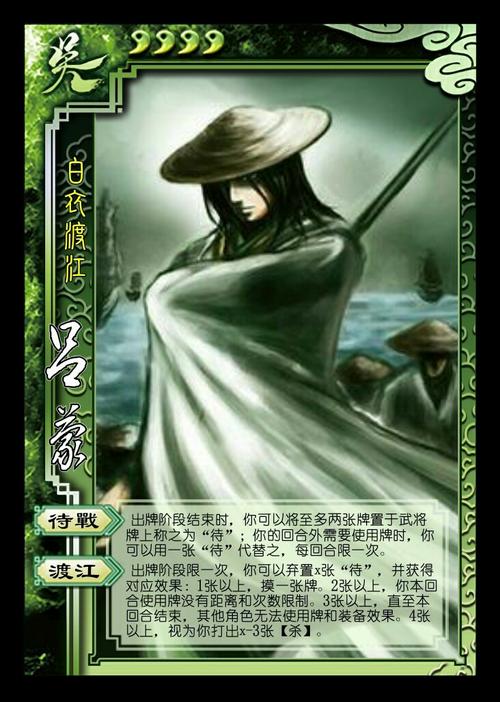 吴
白衣渡江
吕蒙
待戰
出牌阶段结束时，你可以将至多两张牌置于武将
牌上称之为“待”；你的回合外需要使用牌时，你
可以用一张“待”代替之，每回合限一次。
渡江
出牌阶段限一次，你可以弃置x张“待”，并获得
对应效果：1张以上，摸一张牌。2张以上，你本回
合使用牌没有距离和次数限制。3张以上，直至本
回合结束，其他角色无法使用牌和装备效果。4张
以上，视为你打出x-3张【杀】。